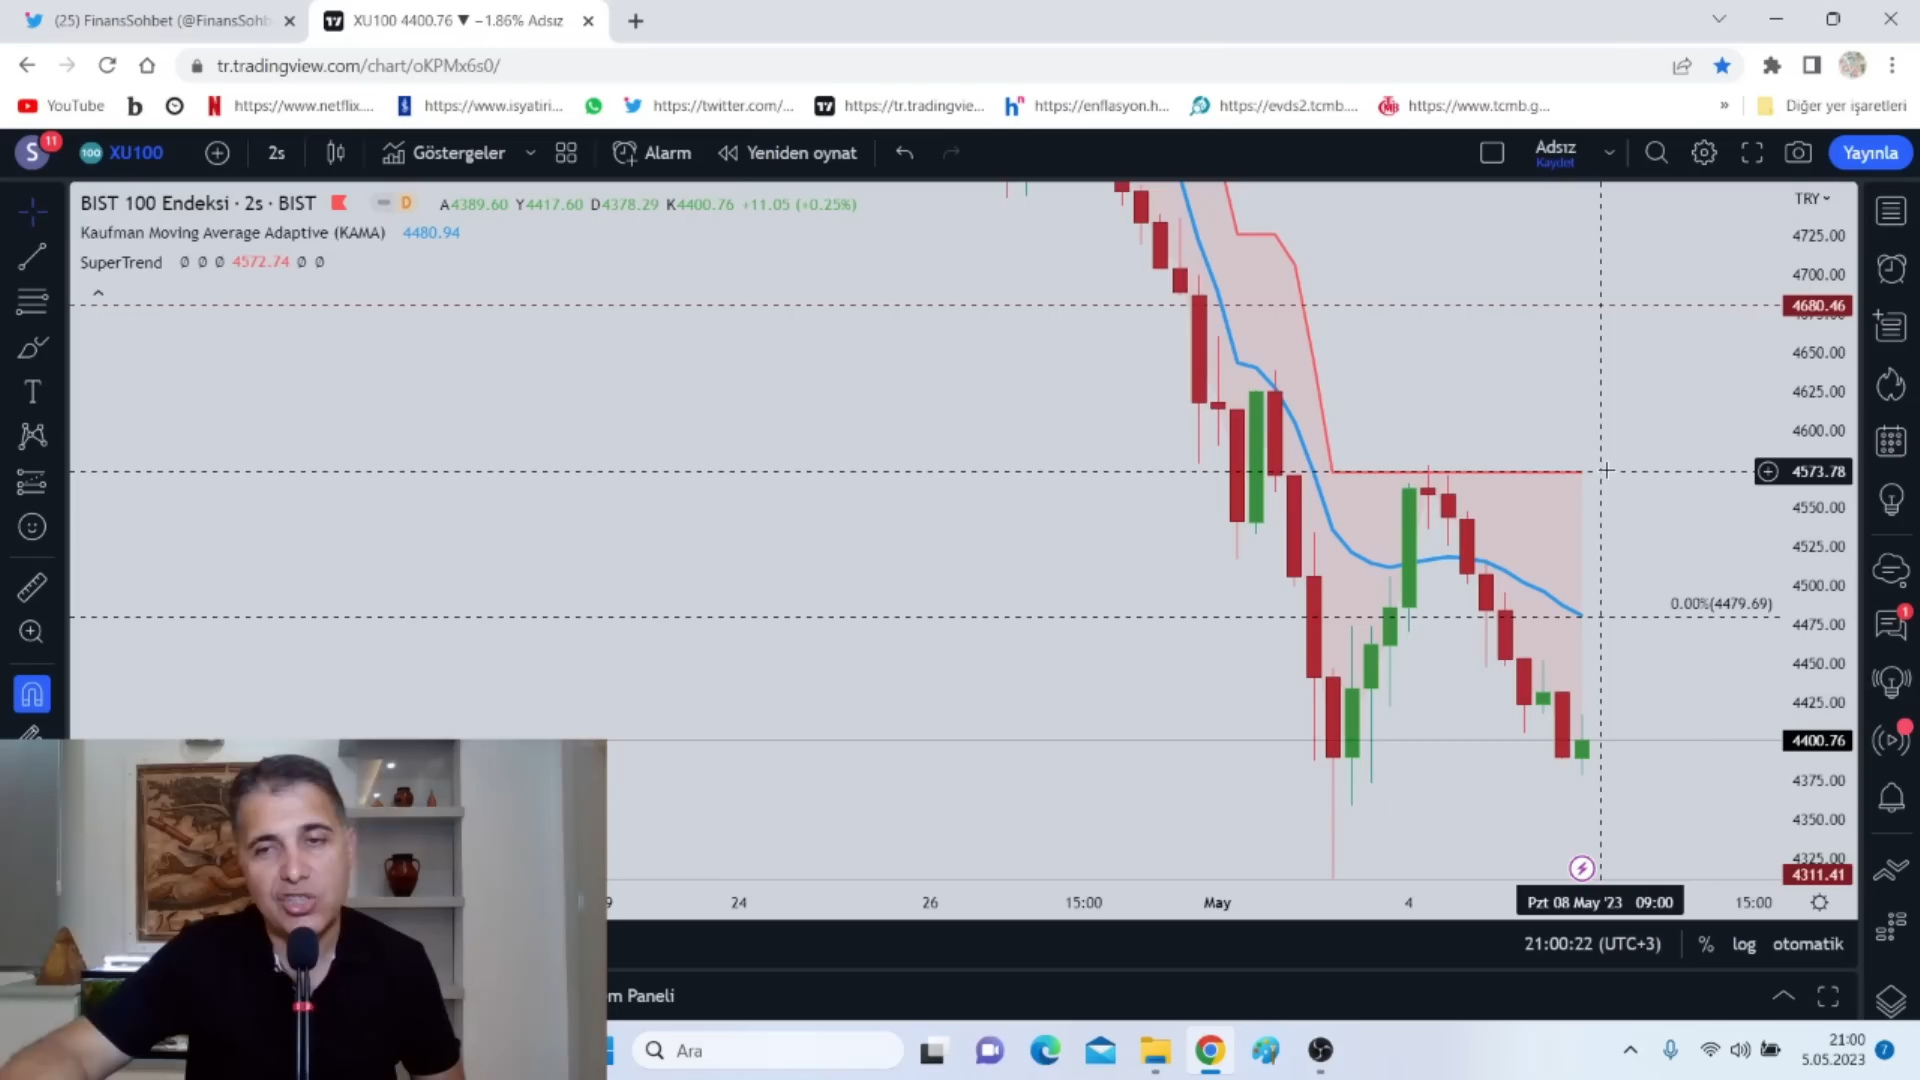 (25) FinansSohbet (@FinansSohb
XU100 4400.76 ▼ −1.86% Adsız
tr.tradingview.com/chart/oKPMx6s0/
YouTube
https://www.netflix....
https://www.isyatiri...
https://twitter.com/...
https://tr.tradingvie...
https://enflasyon.h...
https://evds2.tcmb....
https://www.tcmb.g...
»
Diğer yer işaretleri
S
11
100
XU100
2s
Göstergeler
Alarm
Yeniden oynat
Adsız
Kaydet
Yayınla
BIST 100 Endeksi · 2s · BIST
D
A4389.60 Y4417.60 D4378.29 K4400.76 +11.05 (+0.25%)
Kaufman Moving Average Adaptive (KAMA) 4480.94
SuperTrend Ø Ø Ø 4572.74 Ø Ø
TRY
4725.00
4700.00
4680.46
4650.00
4625.00
4600.00
4573.78
4550.00
4525.00
4500.00
0.00%(4479.69)
4475.00
4450.00
4425.00
4400.76
4375.00
4350.00
4325.00
4311.41
1
9
24
26
15:00
May
4
Pzt 08 May '23 09:00
15:00
21:00:22 (UTC+3)
%
log
otomatik
m Paneli
Ara
21:00
5.05.2023
7